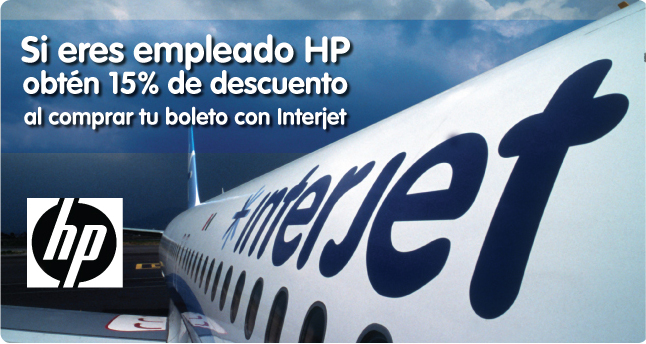 Si eres empleado HP
obtén 15% de descuento
al comprar tu boleto con Interjet
hp
interjet